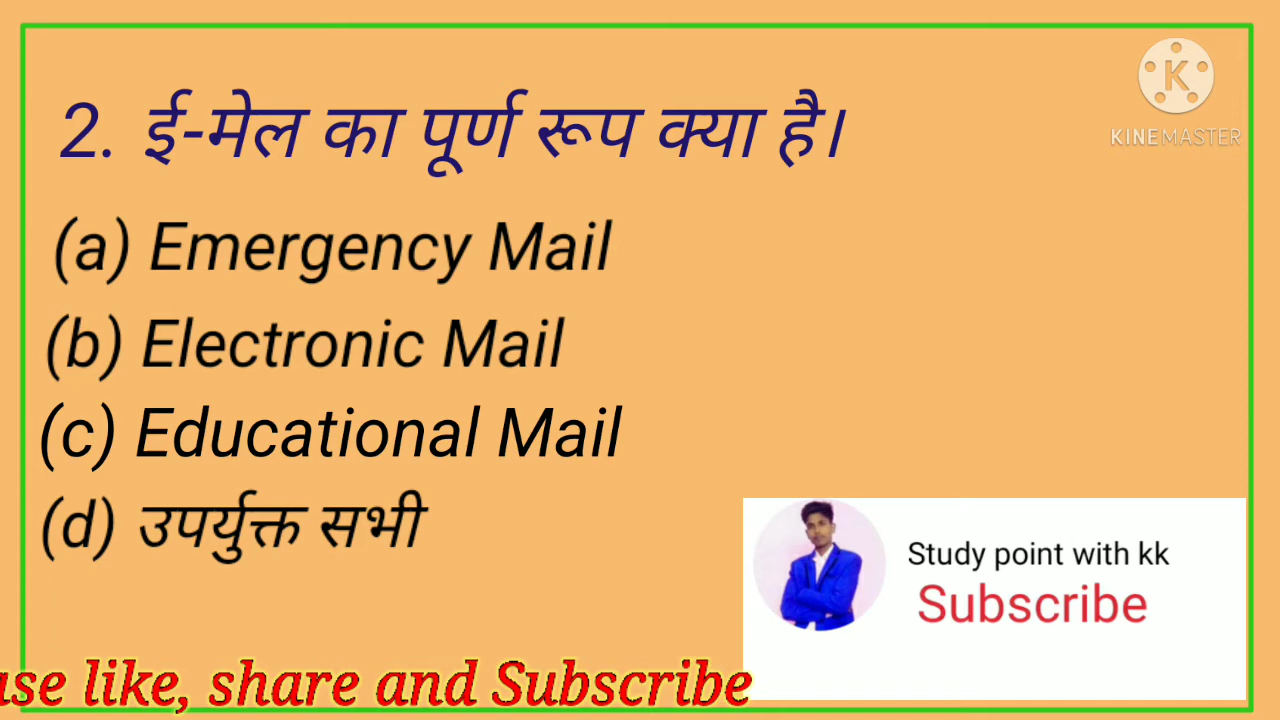 2. ई-मेल का पूर्ण रूप क्या है।
K
KINEMASTER
(a) Emergency Mail
(b) Electronic Mail
(c) Educational Mail
(d) उपर्युक्त सभी
Study point with kk
Subscribe
ase like, share and Subscribe